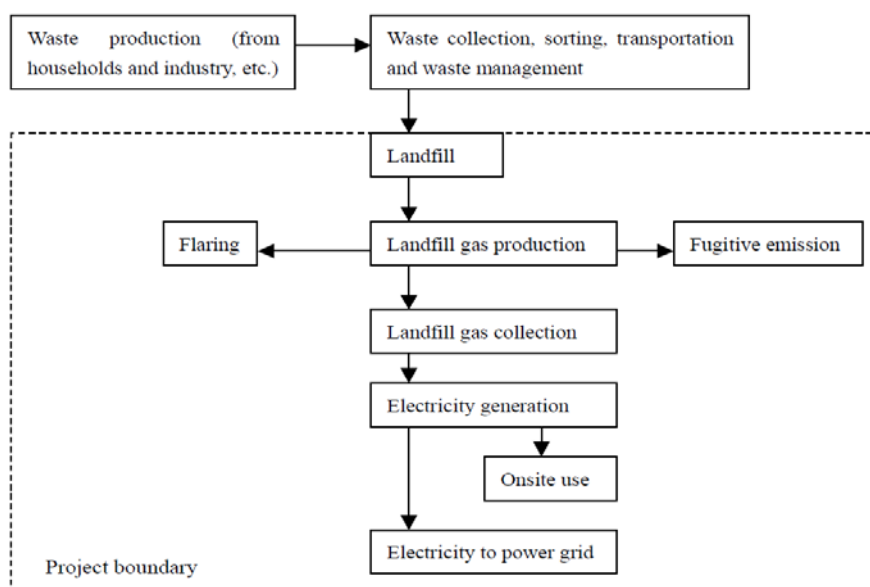 Waste production (from
households and industry, etc.)
Waste collection, sorting, transportation
and waste management
Landfill
Flaring
Landfill gas production
Fugitive emission
Landfill gas collection
Electricity generation
Onsite use
Electricity to power grid
Project boundary